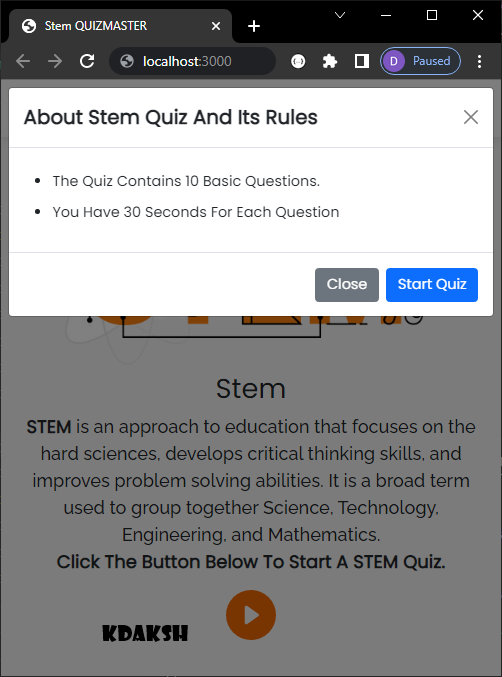 Stem QUIZMASTER
localhost:3000
D Paused
About Stem Quiz And Its Rules
The Quiz Contains 10 Basic Questions.
You Have 30 Seconds For Each Question
Close Start Quiz
Stem
STEM is an approach to education that focuses on the
hard sciences, develops critical thinking skills, and
improves problem solving abilities. It is a broad term
used to group together Science, Technology,
Engineering, and Mathematics.
Click The Button Below To Start A STEM Quiz.
KDAKSH